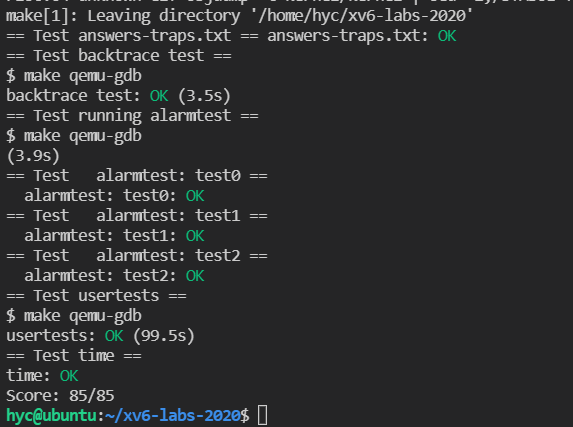 make[1]: Leaving directory '/home/hyc/xv6-labs-2020'
== Test answers-traps.txt == answers-traps.txt: OK
== Test backtrace test ==
$ make qemu-gdb
backtrace test: OK (3.5s)
== Test running alarmtest ==
$ make qemu-gdb
(3.9s)
== Test   alarmtest: test0 ==
  alarmtest: test0: OK
== Test   alarmtest: test1 ==
  alarmtest: test1: OK
== Test   alarmtest: test2 ==
  alarmtest: test2: OK
== Test usertests ==
$ make qemu-gdb
usertests: OK (99.5s)
== Test time ==
time: OK
Score: 85/85
hyc@ubuntu:~/xv6-labs-2020$